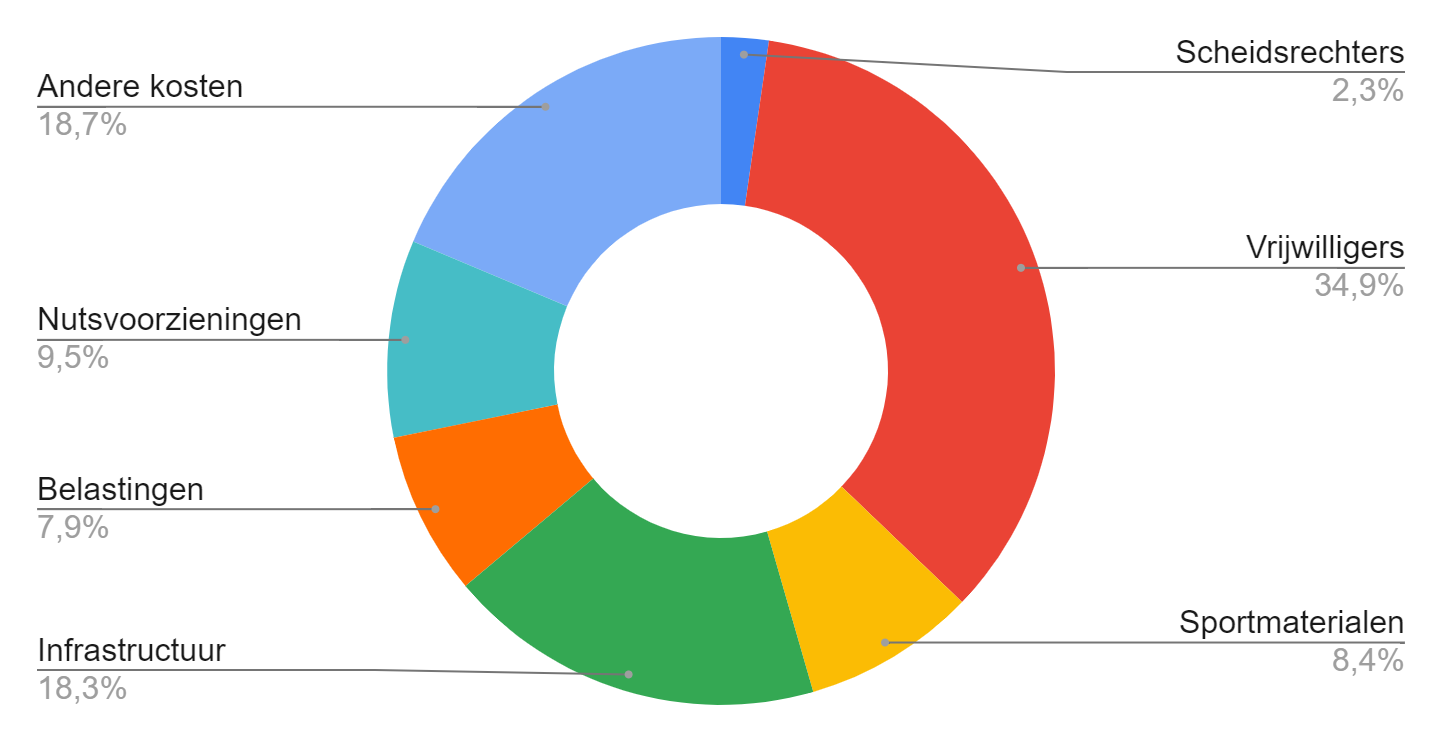 Scheidsrechters
2,3%
Vrijwilligers
34,9%
Sportmaterialen
8,4%
Infrastructuur
18,3%
Belastingen
7,9%
Nutsvoorzieningen
9,5%
Andere kosten
18,7%